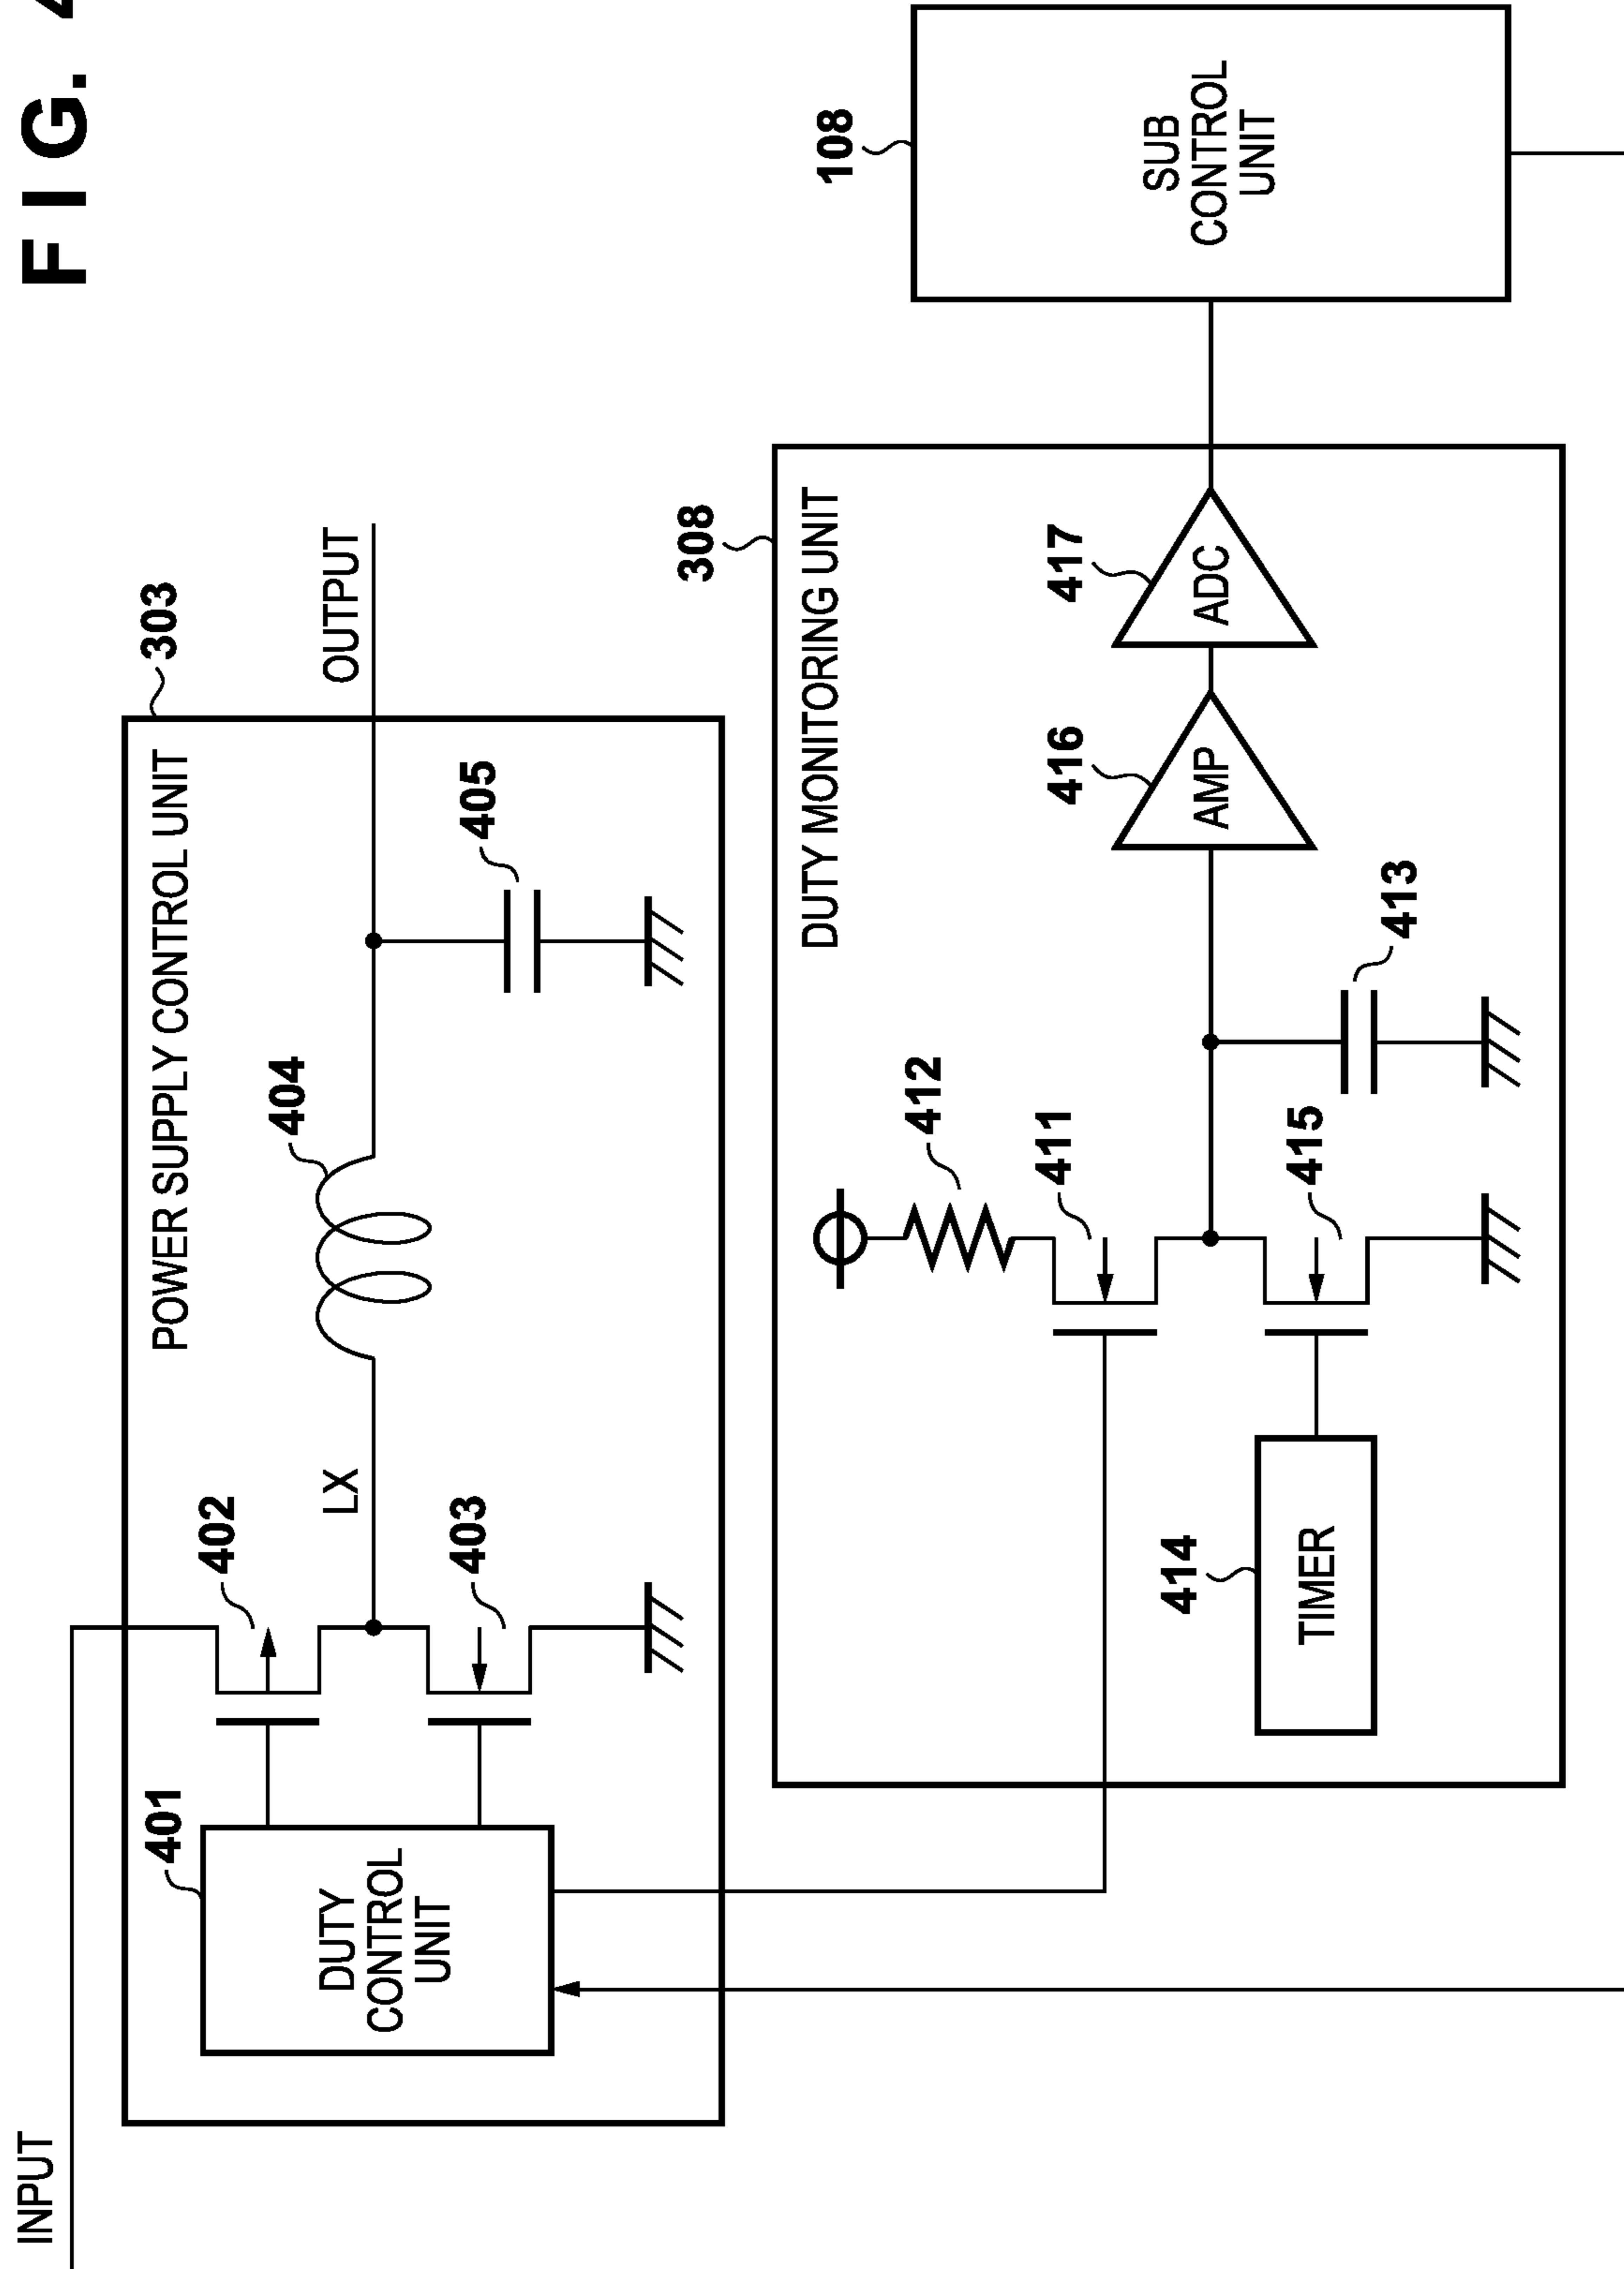 FIG. 4
INPUT
303
POWER SUPPLY CONTROL UNIT
OUTPUT
401
DUTY
CONTROL
UNIT
402
LX
403
404
405
308
DUTY MONITORING UNIT
412
411
414
TIMER
415
413
416
AMP
417
ADC
108
SUB
CONTROL
UNIT